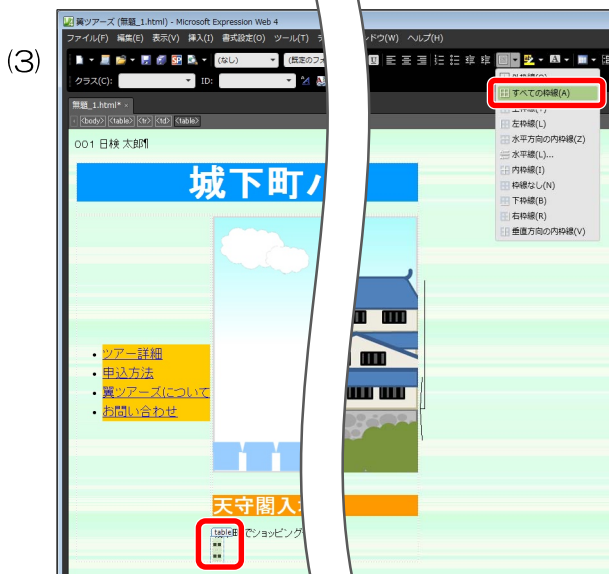 (3)
翼ツアーズ (無題_1.html) - Microsoft Expression Web 4
ファイル(F) 編集(E) 表示(V) 挿入(I) 書式設定(O) ツール(T) ンドウ(W) ヘルプ(H)
(なし) (既定のフォ
クラス(C): ID:
すべての枠線(A)
左枠線(L)
水平方向の内枠線(Z)
水平線(L)...
内枠線(I)
枠線なし(N)
下枠線(B)
右枠線(R)
垂直方向の内枠線(V)
無題_1.html* ×
<body> <table> <tr> <td> <table>
001 日検 太郎¶
城下町
• ツアー詳細
• 申込方法
• 翼ツアーズについて
• お問い合わせ
天守閣入
table
でショッピング